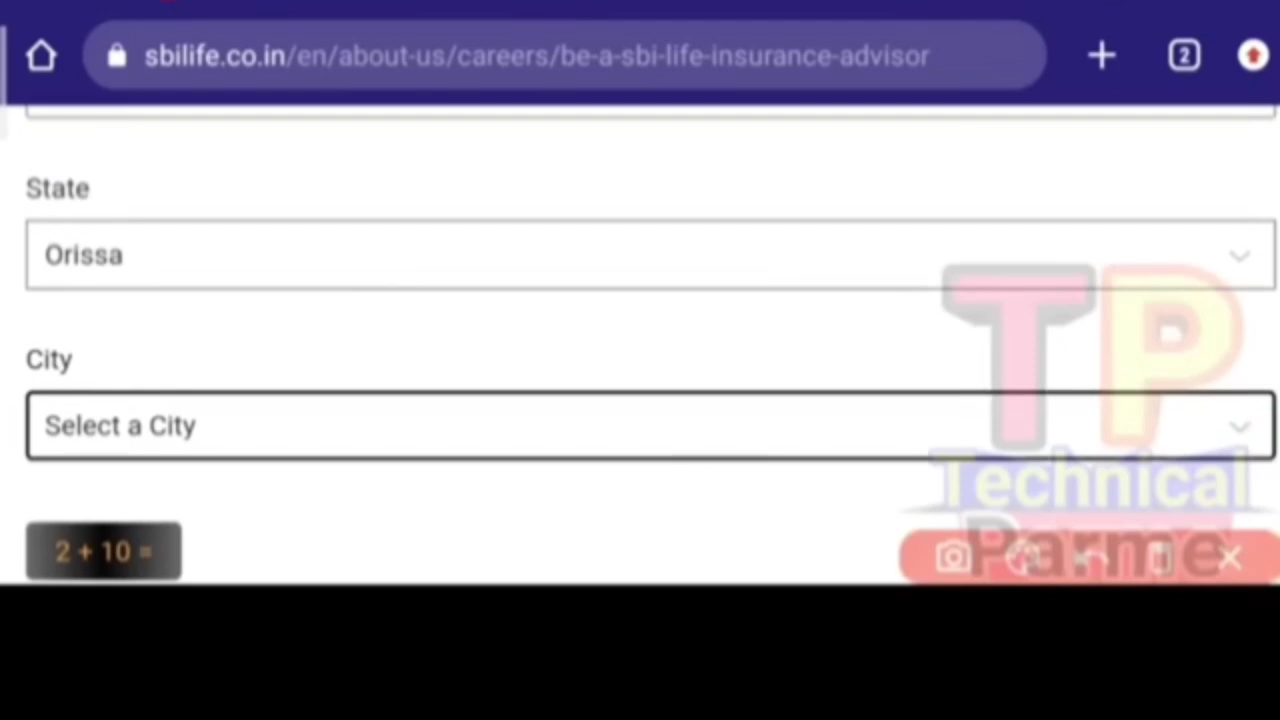 sbilife.co.in/en/about-us/careers/be-a-sbi-life-insurance-advisor
2
State
Orissa
City
Select a City
2 + 10 =
TP
Technical
Parme